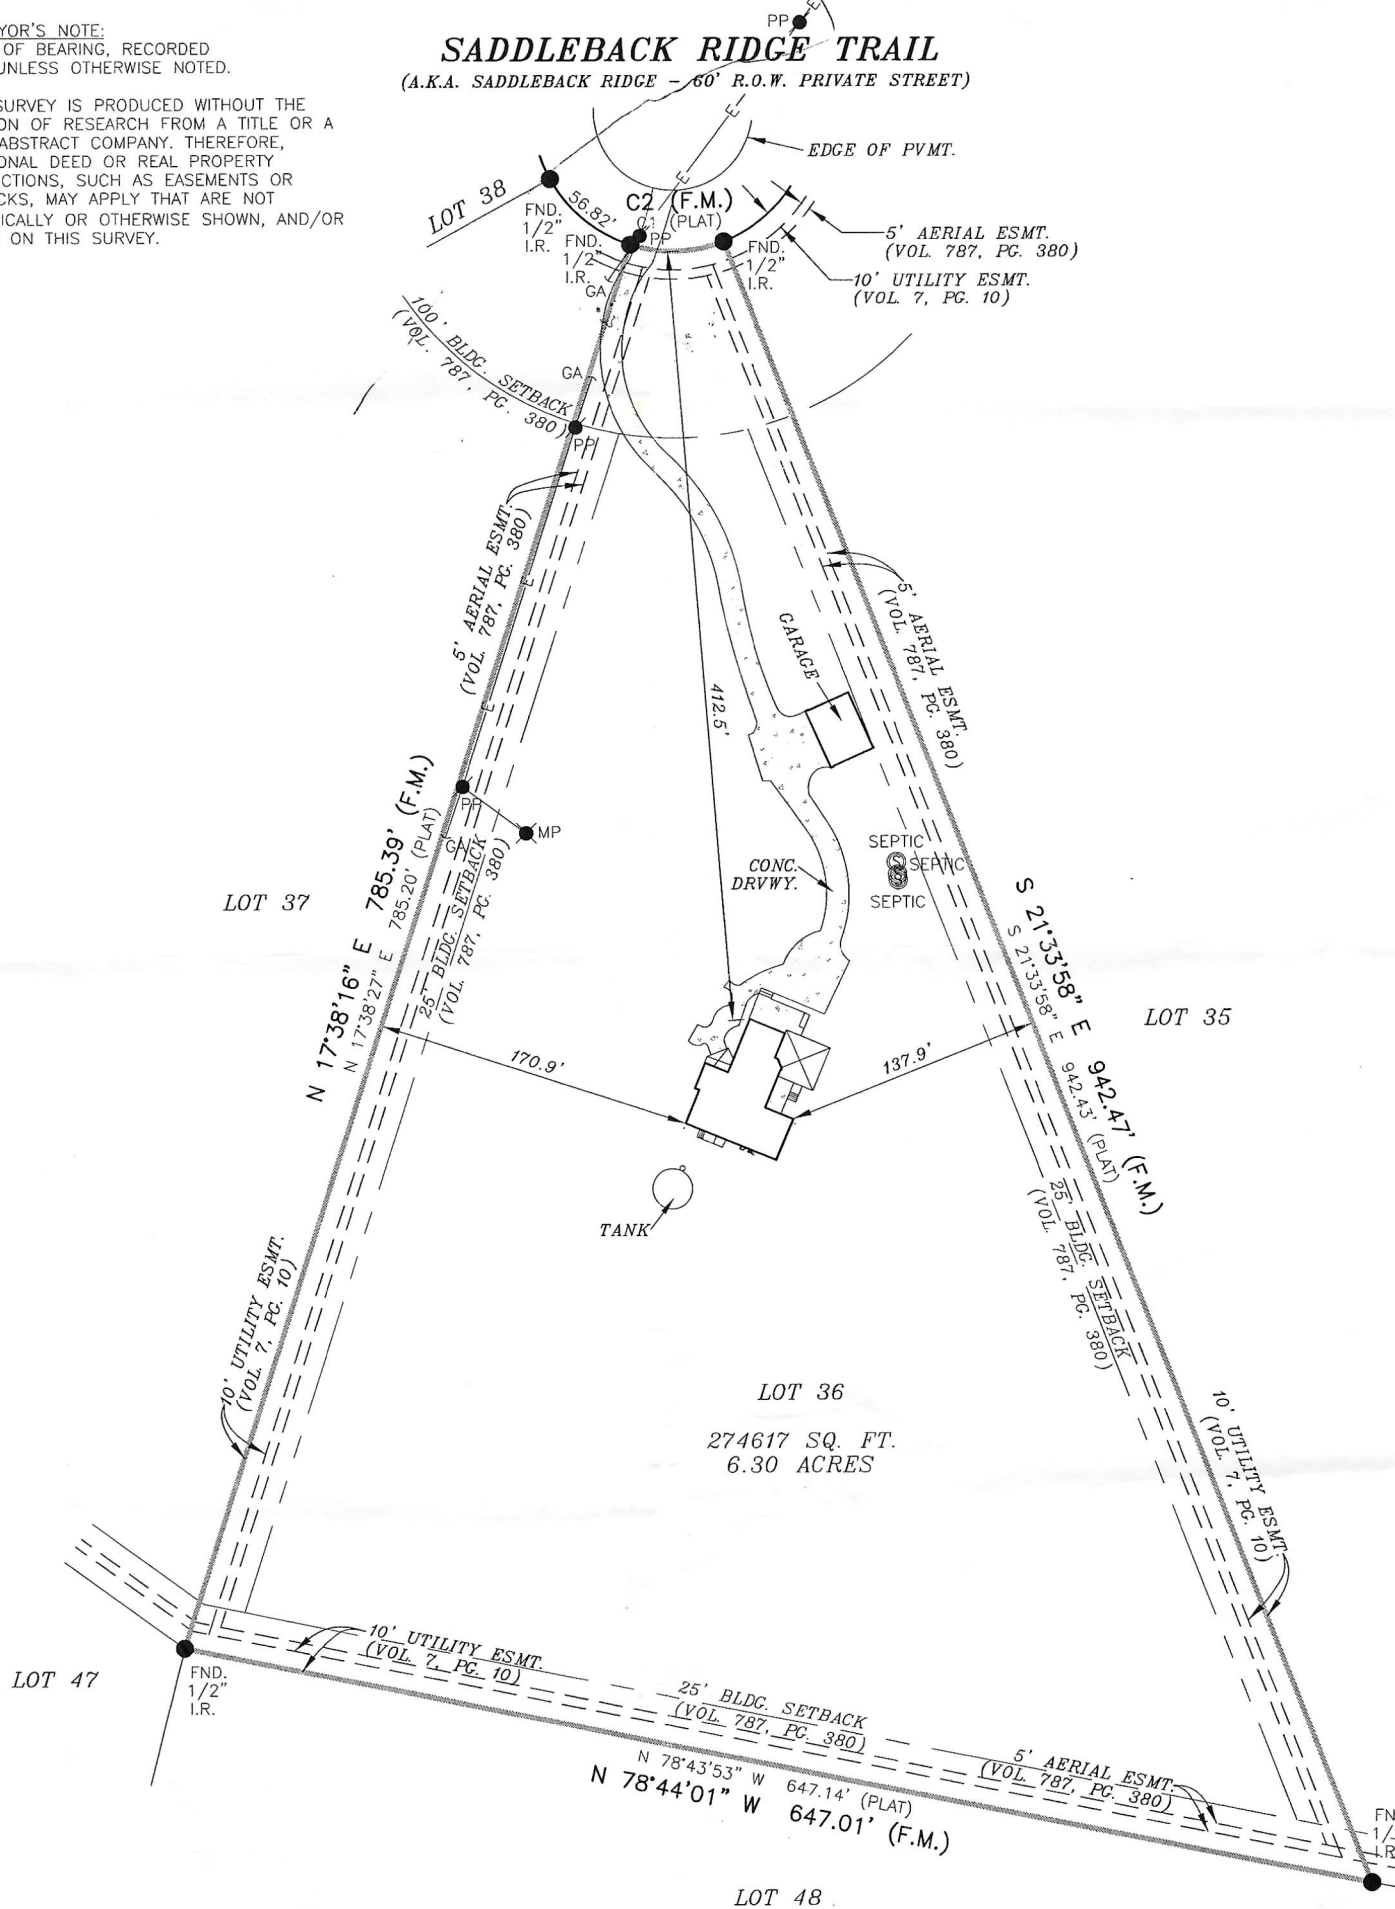 YOR'S NOTE:
OF BEARING, RECORDED
UNLESS OTHERWISE NOTED.
SURVEY IS PRODUCED WITHOUT THE
ON OF RESEARCH FROM A TITLE OR A
ABSTRACT COMPANY. THEREFORE,
ONAL DEED OR REAL PROPERTY
CTIONS, SUCH AS EASEMENTS OR
CKS, MAY APPLY THAT ARE NOT
ICALLY OR OTHERWISE SHOWN, AND/OR
ON THIS SURVEY.
PP
E
SADDLEBACK RIDGE TRAIL
(A.K.A. SADDLEBACK RIDGE - 60' R.O.W. PRIVATE STREET)
E
EDGE OF PVMT.
E
LOT 38
56.82'
C2 (F.M.)
C1 (PLAT)
PP
FND.
1/2"
I.R.
FND.
1/2"
I.R.
FND.
1/2"
I.R.
5' AERIAL ESMT.
(VOL. 787, PG. 380)
10' UTILITY ESMT.
(VOL. 7, PG. 10)
GA
100' BLDG. SETBACK
(VOL. 787, PG. 380)
GA
PP
5' AERIAL ESMT.
(VOL. 787, PG. 380)
E
E
5' AERIAL ESMT.
(VOL. 787, PG. 380)
GARAGE
412.5'
PP
MP
GA
N 17°38'16" E 785.39' (F.M.)
N 17°38'27" E 785.20' (PLAT)
25' BLDG. SETBACK
(VOL. 787, PG. 380)
SEPTIC
S SEPTIC
S
SEPTIC
CONC.
DRVWY.
LOT 37
S 21°33'58" E 942.47' (F.M.)
S 21°33'58" E 942.43' (PLAT)
LOT 35
170.9'
137.9'
TANK
25' BLDG. SETBACK
(VOL. 787, PG. 380)
10' UTILITY ESMT.
(VOL. 7, PG. 10)
LOT 36
274617 SQ. FT.
6.30 ACRES
10' UTILITY ESMT.
(VOL. 7, PG. 10)
10' UTILITY ESMT.
(VOL. 7, PG. 10)
LOT 47
FND.
1/2"
I.R.
25' BLDG. SETBACK
(VOL. 787, PG. 380)
5' AERIAL ESMT.
(VOL. 787, PG. 380)
N 78°43'53" W 647.14' (PLAT)
N 78°44'01" W 647.01' (F.M.)
FN
1/
I.R
LOT 48